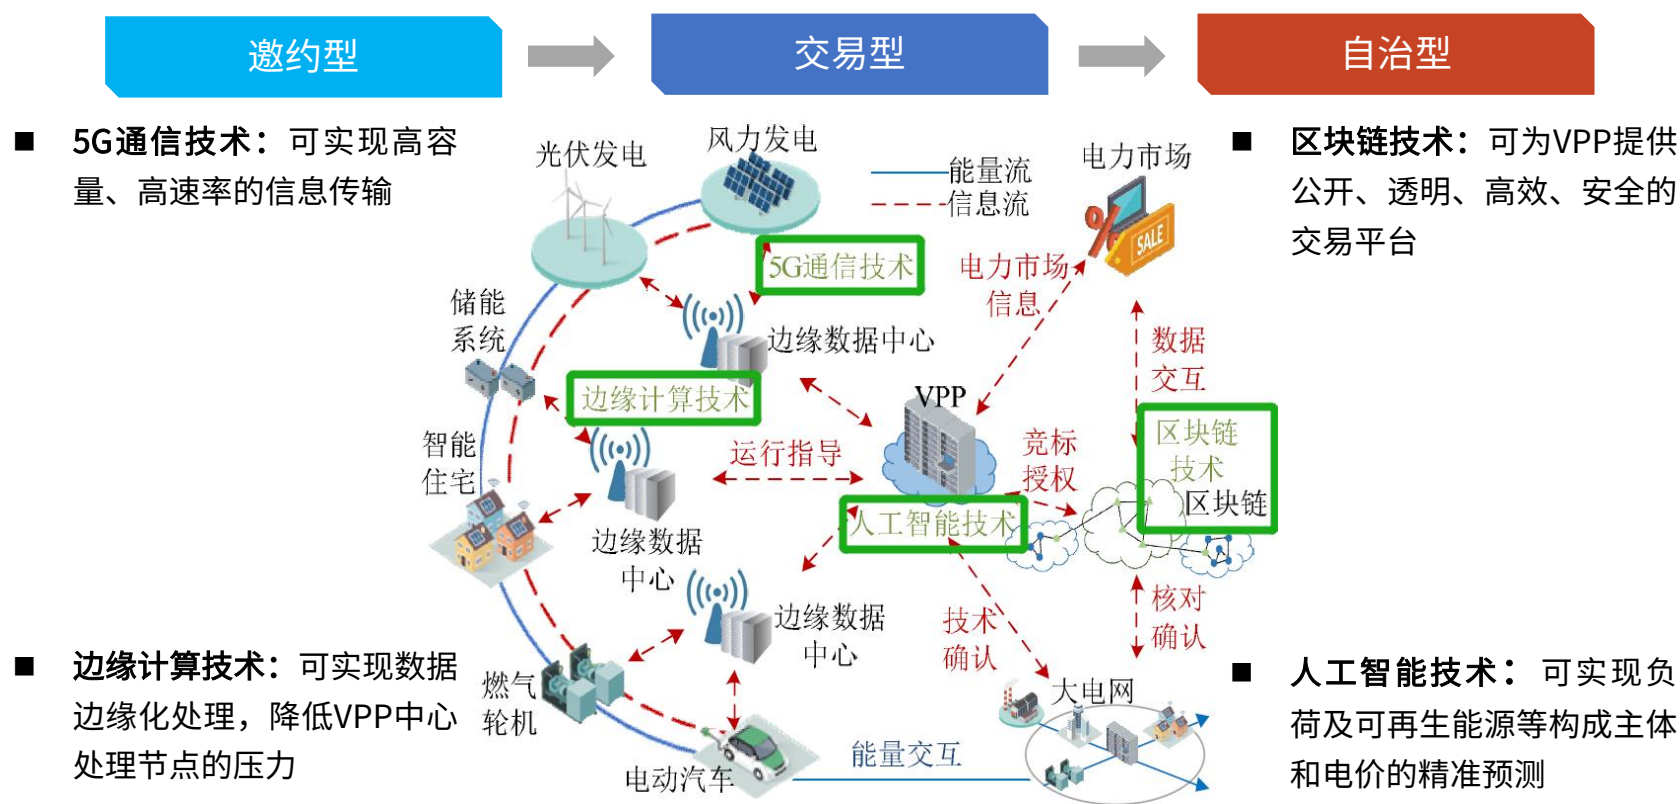 邀约型
交易型
自治型
5G通信技术：可实现高容
量、高速率的信息传输
边缘计算技术：可实现数据
边缘化处理，降低VPP中心
处理节点的压力
光伏发电
风力发电
能量流
信息流
电力市场
SALE
5G通信技术
电力市场
信息
储能
系统
边缘数据中心
数据
交互
边缘计算技术
VPP
智能
住宅
运行指导
竞标
授权
区块链
技术
区块链
人工智能技术
边缘数据
中心
边缘数据
中心
技术
确认
核对
确认
燃气
轮机
大电网
电动汽车
能量交互
区块链技术：可为VPP提供
公开、透明、高效、安全的
交易平台
人工智能技术：可实现负
荷及可再生能源等构成主体
和电价的精准预测